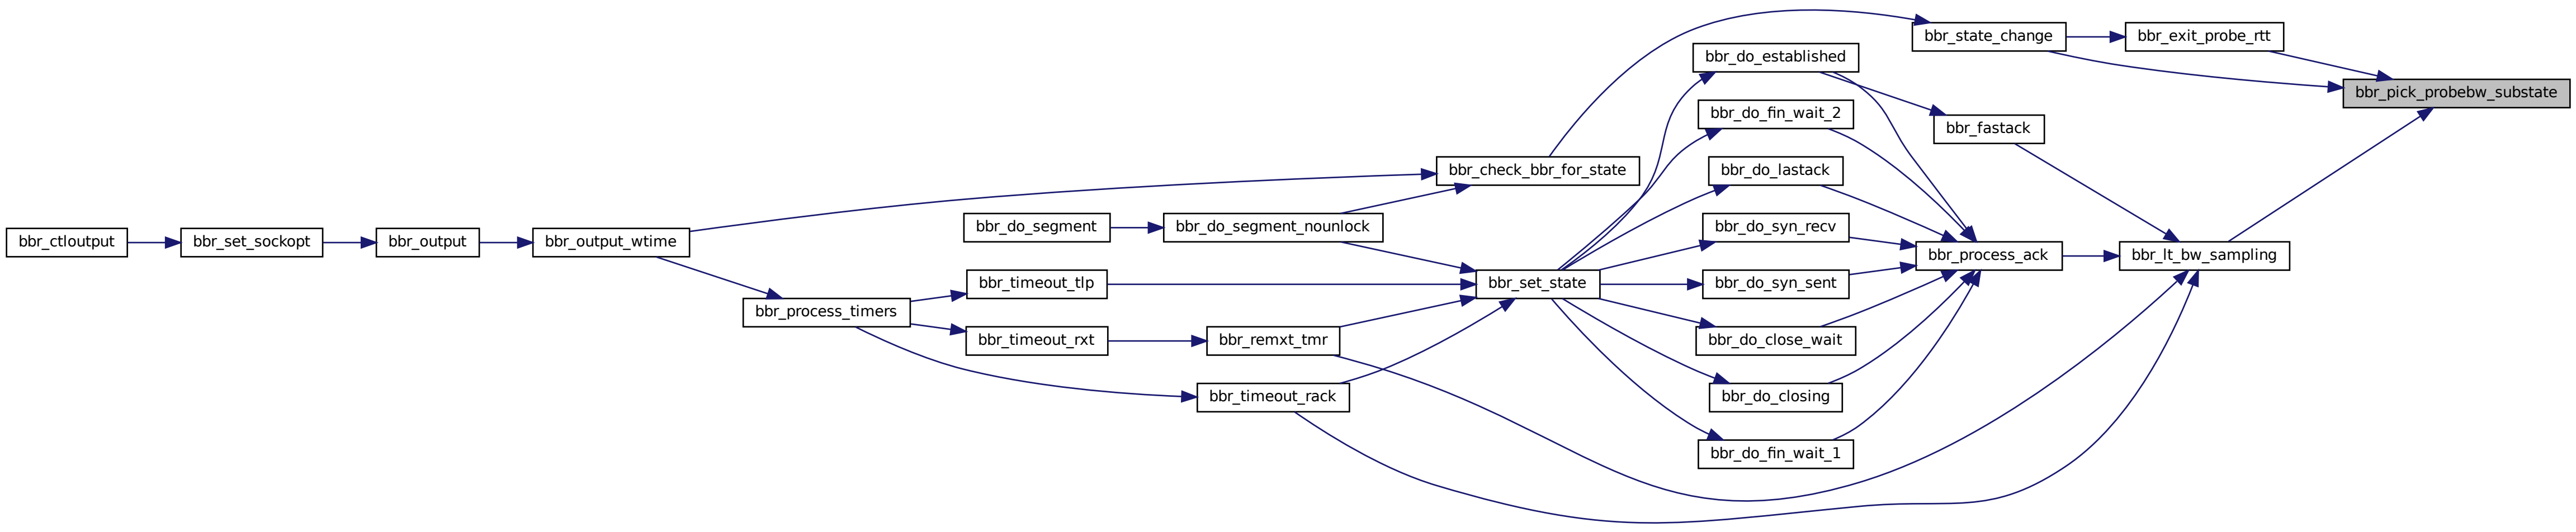 bbr_state_change
bbr_exit_probe_rtt
bbr_do_established
bbr_pick_probebw_substate
bbr_do_fin_wait_2
bbr_fastack
bbr_check_bbr_for_state
bbr_do_lastack
bbr_do_segment
bbr_do_segment_nounlock
bbr_do_syn_recv
bbr_ctloutput
bbr_set_sockopt
bbr_output
bbr_output_wtime
bbr_process_ack
bbr_lt_bw_sampling
bbr_timeout_tlp
bbr_set_state
bbr_do_syn_sent
bbr_process_timers
bbr_timeout_rxt
bbr_remxt_tmr
bbr_do_close_wait
bbr_timeout_rack
bbr_do_closing
bbr_do_fin_wait_1